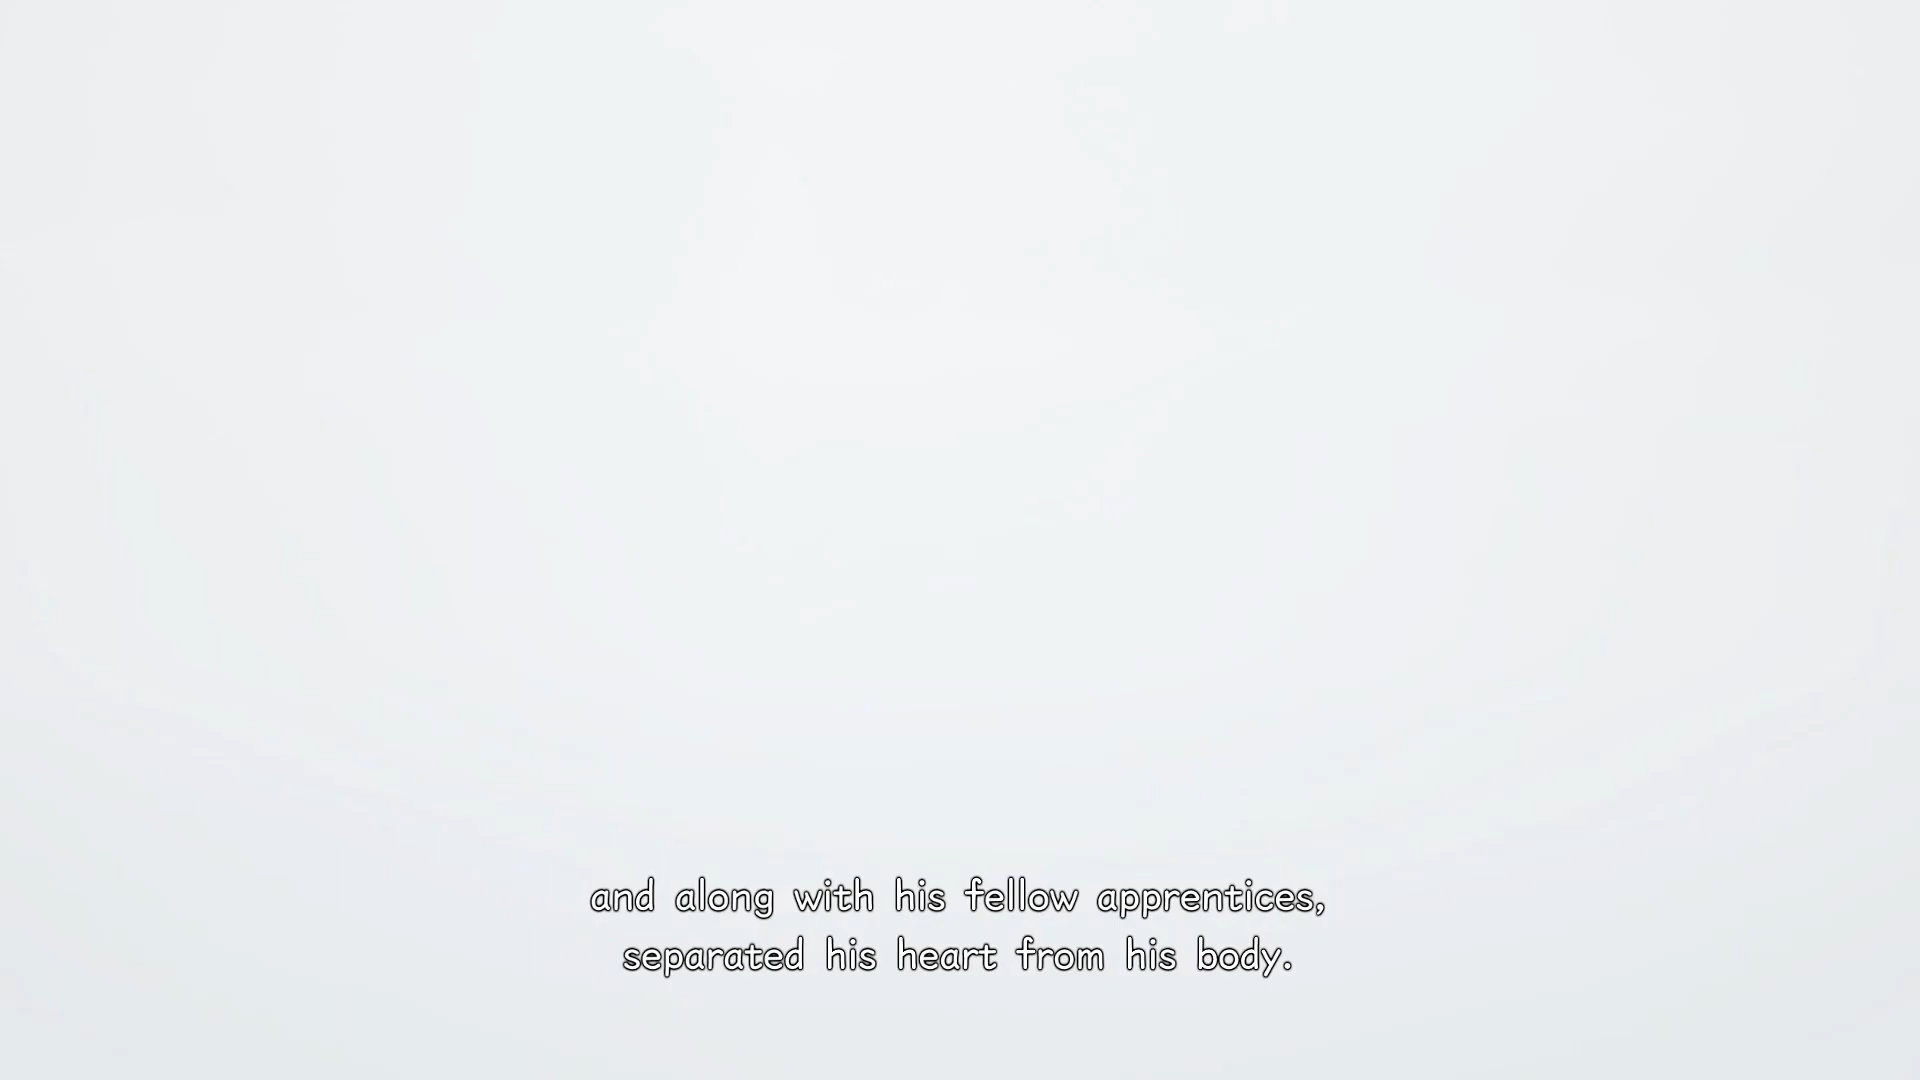 and along with his fellow apprentices,
separated his heart from his body.